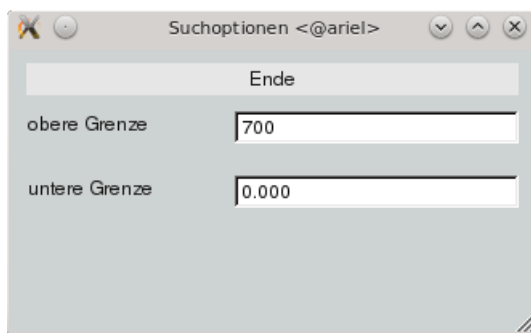 Suchoptionen <@ariel>
Ende
obere Grenze 700
untere Grenze 0.000